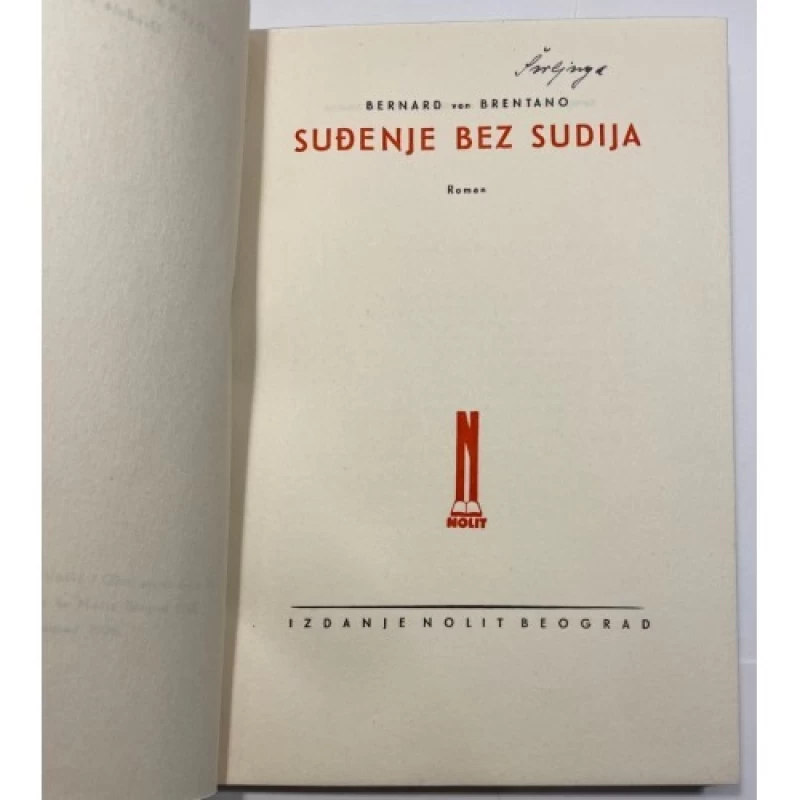 BERNARD von BRENTANO
SUĐENJE BEZ SUDIJA
Roman
N
NOLIT
IZDANJE NOLIT BEOGRAD